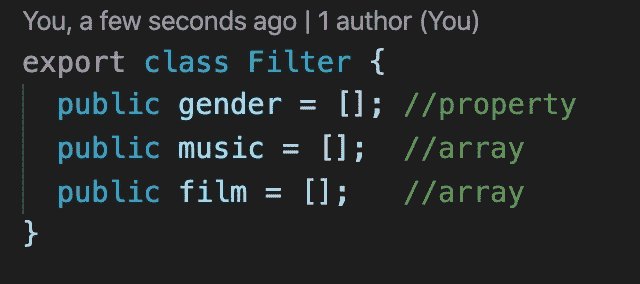 You, a few seconds ago | 1 author (You)
export class Filter {
public gender = []; //property
public music = []; //array
public film = []; //array
}